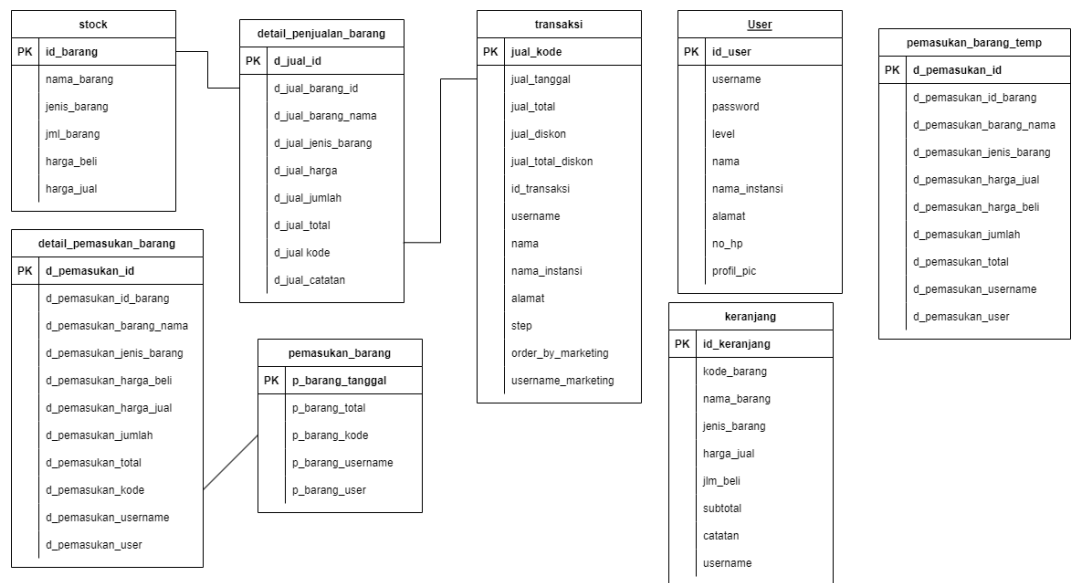 stock
PK id_barang
nama_barang
jenis_barang
jml_barang
harga_beli
harga_jual
detail_penjualan_barang
PK d_jual_id
d_jual_barang_id
d_jual_barang_nama
d_jual_jenis_barang
d_jual_harga
d_jual_jumlah
d_jual_total
d_jual kode
d_jual_catatan
transaksi
PK jual_kode
jual_tanggal
jual_total
jual_diskon
jual_total_diskon
id_transaksi
username
nama
nama_instansi
alamat
step
order_by_marketing
username_marketing
User
PK id_user
username
password
level
nama
nama_instansi
alamat
no_hp
profil_pic
pemasukan_barang_temp
PK d_pemasukan_id
d_pemasukan_id_barang
d_pemasukan_barang_nama
d_pemasukan_jenis_barang
d_pemasukan_harga_jual
d_pemasukan_harga_beli
d_pemasukan_jumlah
d_pemasukan_total
d_pemasukan_username
d_pemasukan_user
detail_pemasukan_barang
PK d_pemasukan_id
d_pemasukan_id_barang
d_pemasukan_barang_nama
d_pemasukan_jenis_barang
d_pemasukan_harga_beli
d_pemasukan_harga_jual
d_pemasukan_jumlah
d_pemasukan_total
d_pemasukan_kode
d_pemasukan_username
d_pemasukan_user
pemasukan_barang
PK p_barang_tanggal
p_barang_total
p_barang_kode
p_barang_username
p_barang_user
keranjang
PK id_keranjang
kode_barang
nama_barang
jenis_barang
harga_jual
jlm_beli
subtotal
catatan
username